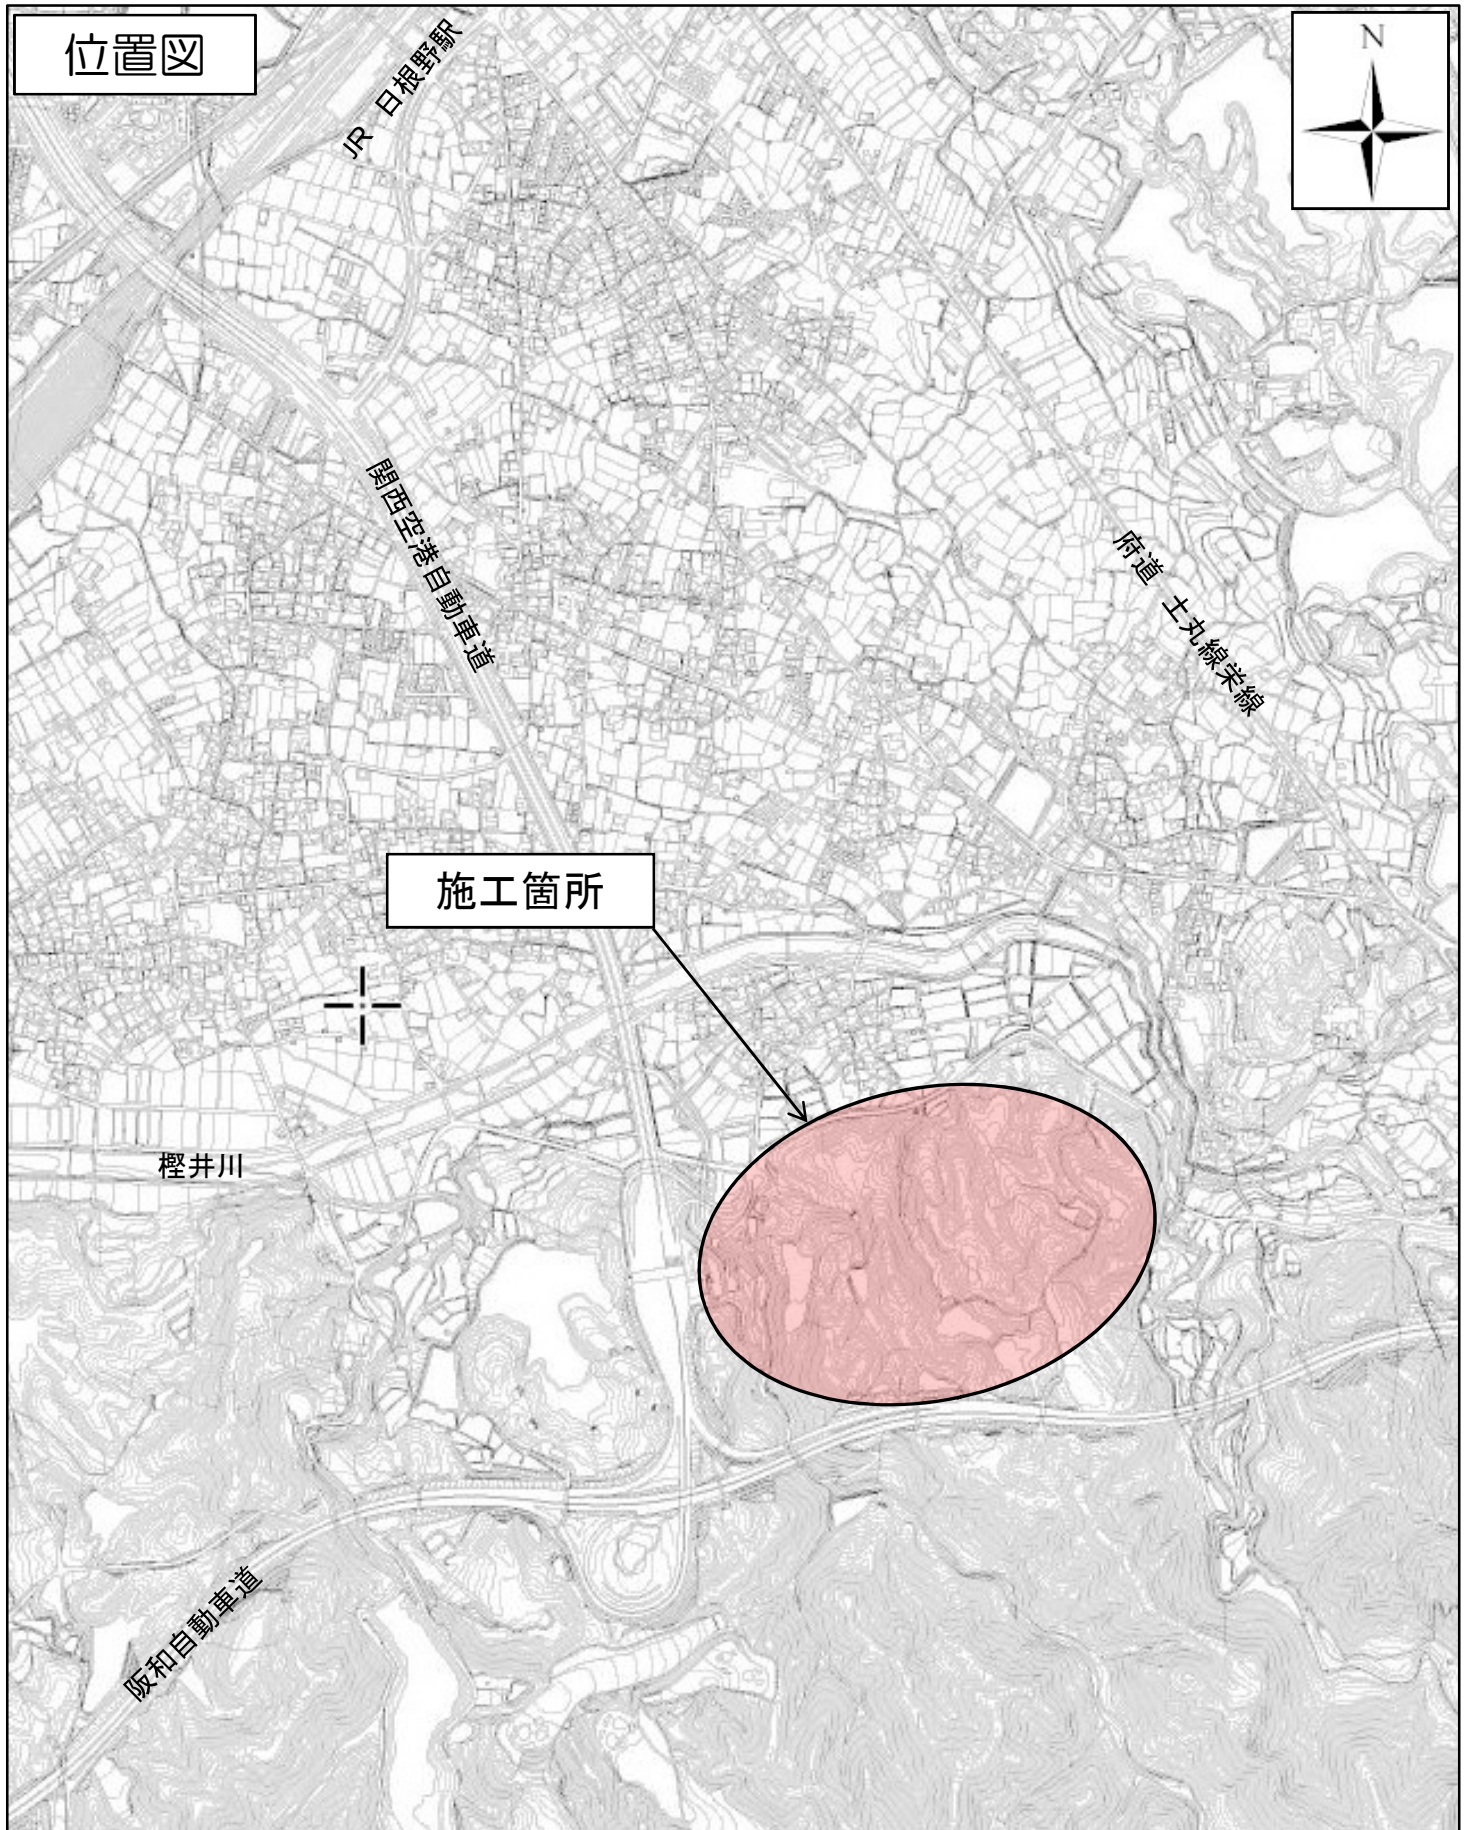 位置図
N
JR 日根野駅
関西空港自動車道
府道 土丸線栄線
施工箇所
樫井川
阪和自動車道